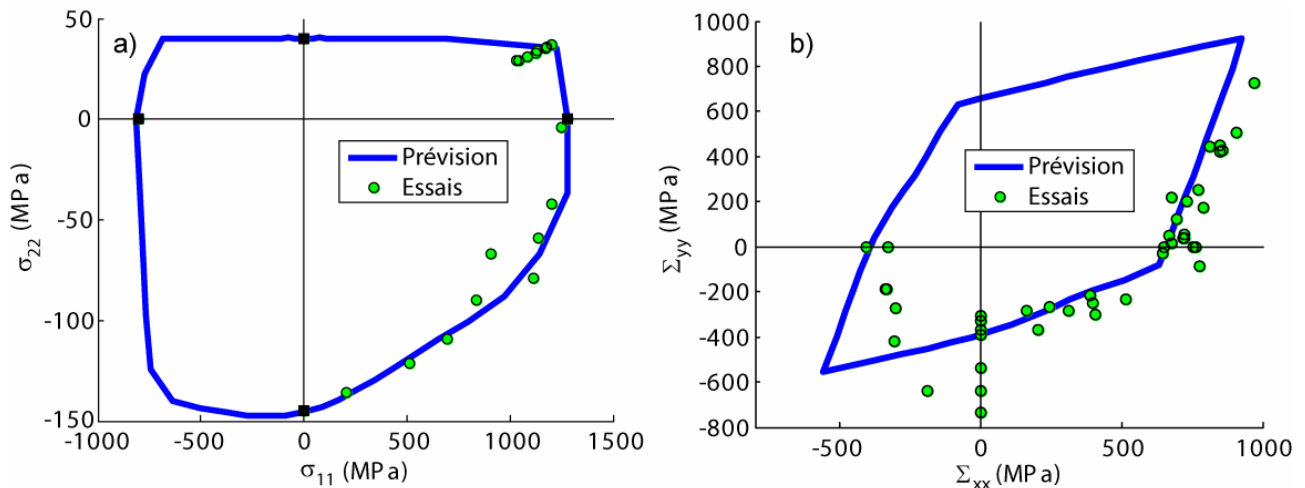 a)
50
0
-50
-100
-150
σ22 (MPa)
-1000 -500 0 500 1000 1500
σ11 (MPa)
Prévision
Essais
b)
1000
800
600
400
200
0
-200
-400
-600
-800
Σyy (MPa)
-500 0 500 1000
Σxx (MPa)
Prévision
Essais